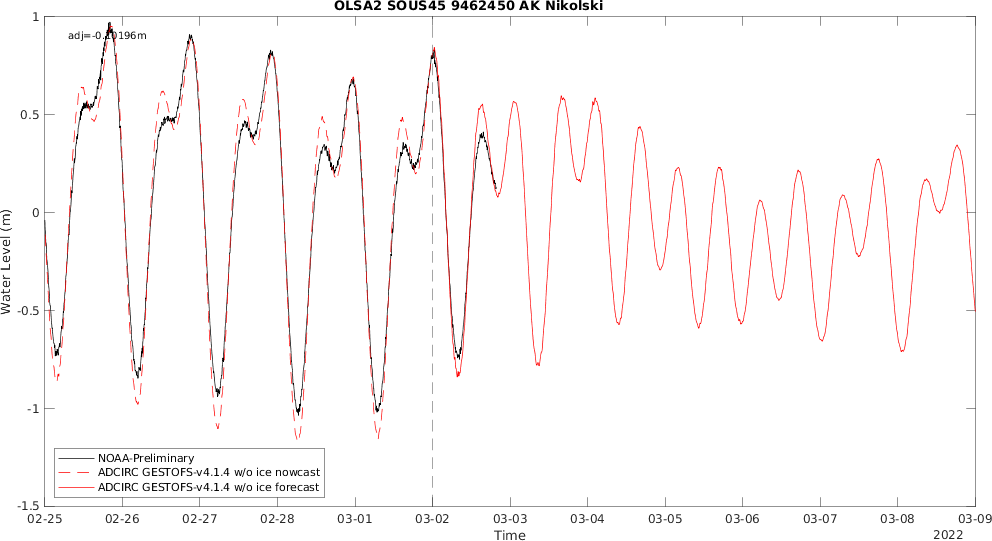 OLSA2 SOUS45 9462450 AK Nikolski
adj=-0.10196m
1
0.5
0
-0.5
-1
-1.5
Water Level (m)
NOAA-Preliminary
ADCIRC GESTOFS-v4.1.4 w/o ice nowcast
ADCIRC GESTOFS-v4.1.4 w/o ice forecast
02-25 02-26 02-27 02-28 03-01 03-02 03-03 03-04 03-05 03-06 03-07 03-08 03-09
Time
2022